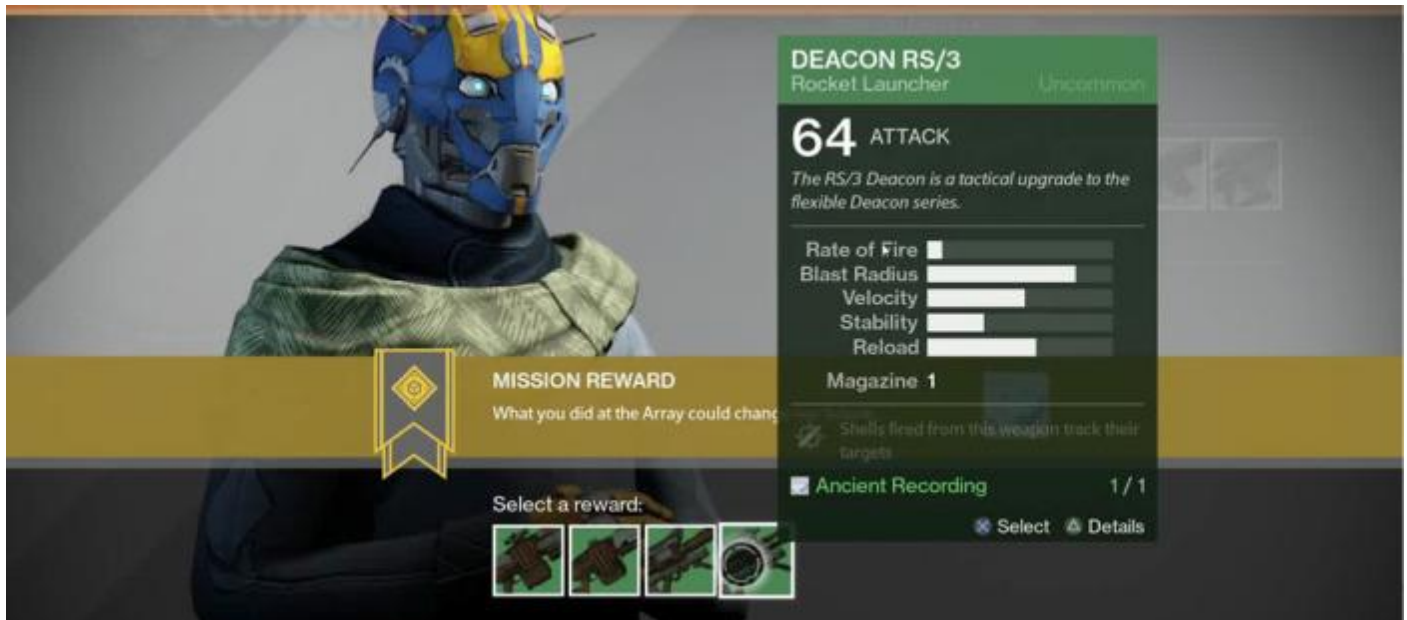 DEACON RS/3
Rocket Launcher Uncommon
64 ATTACK
The RS/3 Deacon is a tactical upgrade to the
flexible Deacon series.
Rate of Fire
Blast Radius
Velocity
Stability
Reload
Magazine 1
Shells fired from this weapon track their
targets
Ancient Recording 1/1
Select Details
MISSION REWARD
What you did at the Array could chang
Select a reward: